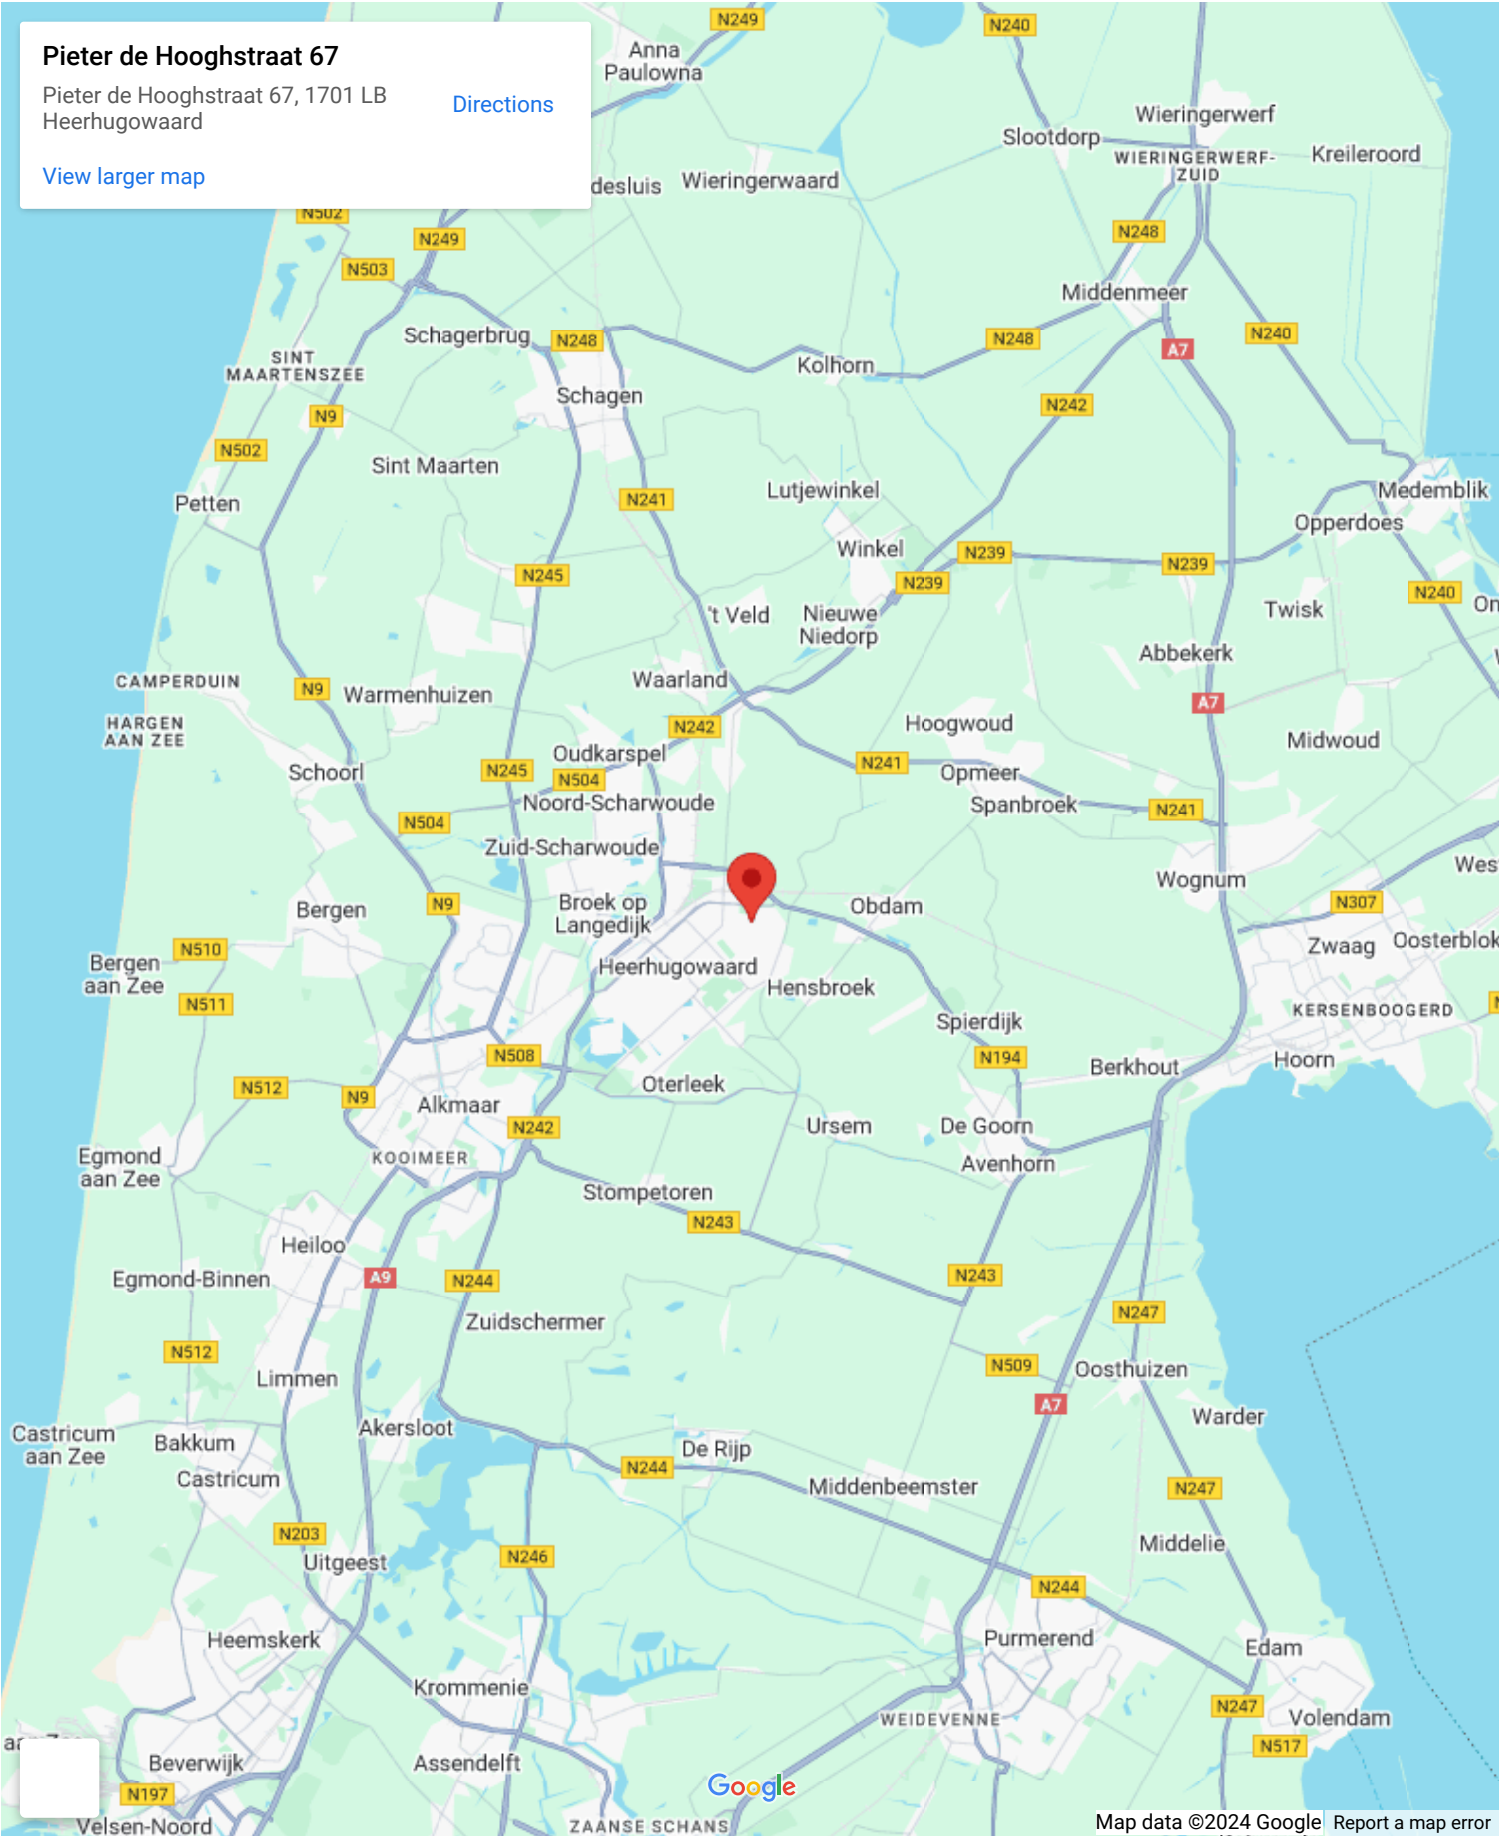 Pieter de Hooghstraat 67
Pieter de Hooghstraat 67, 1701 LB
Heerhugowaard
Directions
View larger map
N249
N240
Anna
Paulowna
Wieringerwerf
Slootdorp
WIERINGERWERF-
ZUID
Kreileroord
desluis
Wieringerwaard
N502
N249
N248
N503
Middenmeer
Schagerbrug
N248
N248
N240
A7
SINT
MAARTENSZEE
Kolhorn
Schagen
N242
N9
N502
Sint Maarten
Lutjewinkel
Medemblik
N241
Petten
Opperdoes
Winkel
N239
N239
N245
N239
N240
On
't Veld
Nieuwe
Niedorp
Twisk
Abbekerk
CAMPERDUIN
N9
Warmenhuizen
Waarland
A7
HARGEN
AAN ZEE
N242
Hoogwoud
Midwoud
Oudkarspel
Schoorl
N245
N504
N241
Opmeer
Noord-Scharwoude
Spanbroek
N241
N504
Zuid-Scharwoude
Wes
Wognum
N9
Bergen
Broek op
Langedijk
Obdam
N307
N510
Zwaag
Oosterblok
Bergen
aan Zee
Heerhugowaard
Hensbroek
N511
KERSENBOOGERD
Spierdijk
N508
N194
Berkhout
Hoorn
N512
N9
Oterleek
Alkmaar
N242
Ursem
De Goorn
Egmond
aan Zee
KOOIMEER
Avenhorn
Stompetoren
N243
Heiloo
Egmond-Binnen
A9
N244
N243
Zuidschermer
N247
N512
Limmen
N509
Oosthuizen
A7
Warder
Castricum
aan Zee
Bakkum
Akersloot
De Rijp
Castricum
N244
Middenbeemster
N247
N203
Uitgeest
N246
Middelie
N244
Heemskerk
Purmerend
Edam
Krommenie
N247
WEIDEVENNE
Volendam
N517
Beverwijk
Assendelft
Google
N197
Velsen-Noord
ZAANSE SCHANS
Map data ©2024 Google
Report a map error